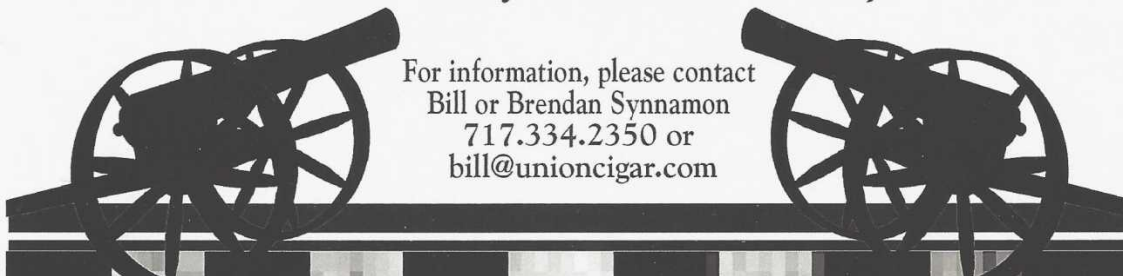 For information, please contact
Bill or Brendan Synnamon
717.334.2350 or
bill@unioncigar.com